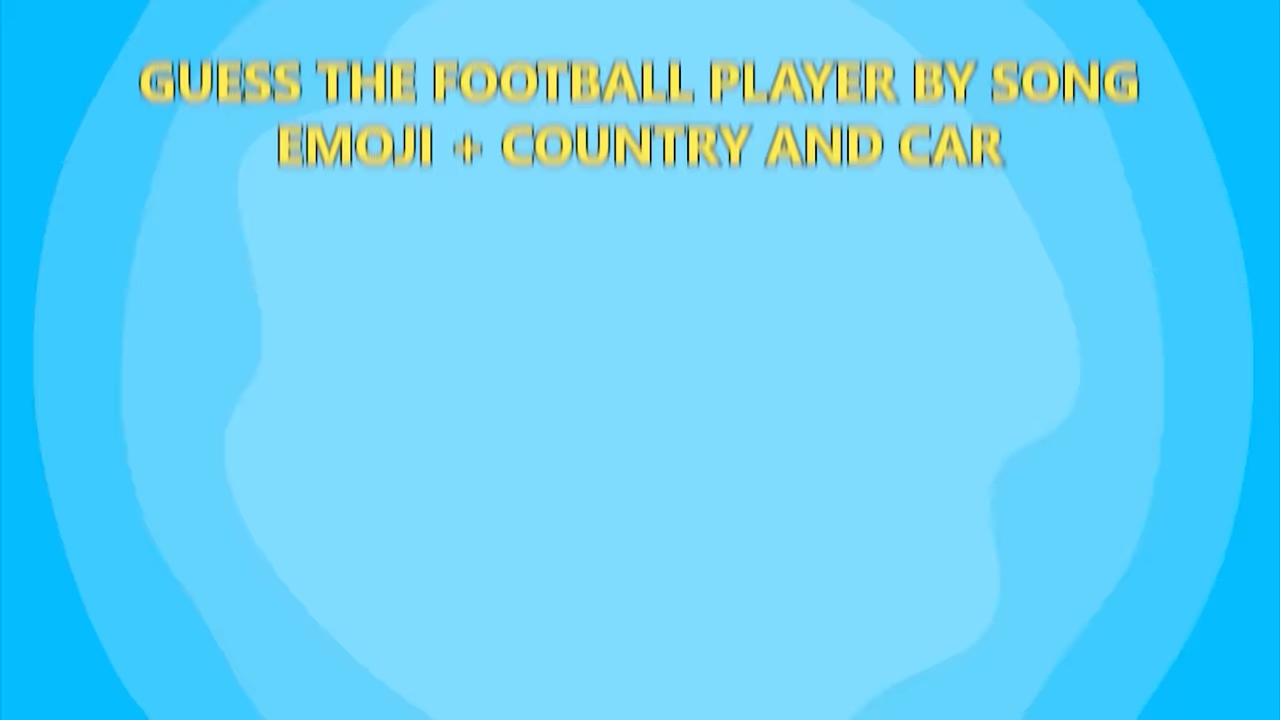 GUESS THE FOOTBALL PLAYER BY SONG
EMOJI + COUNTRY AND CAR